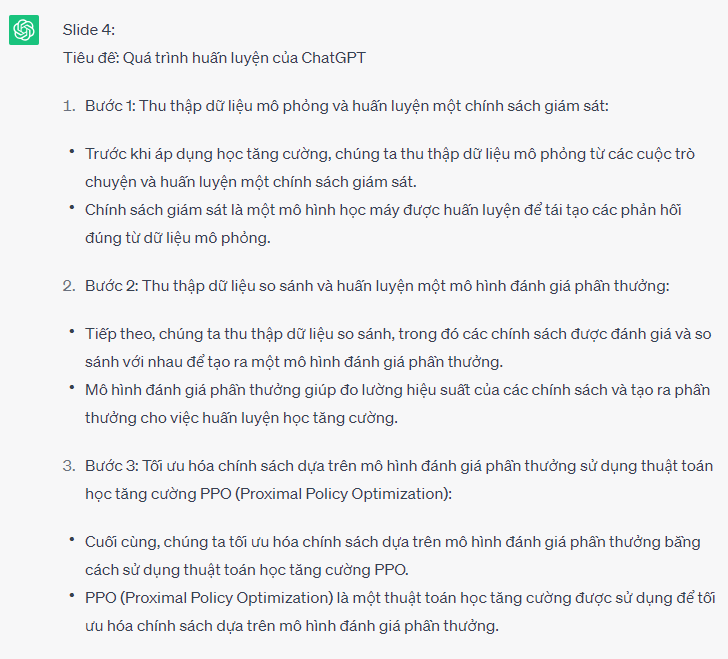 Slide 4:
Tiêu đề: Quá trình huấn luyện của ChatGPT
1. Bước 1: Thu thập dữ liệu mô phỏng và huấn luyện một chính sách giám sát:
• Trước khi áp dụng học tăng cường, chúng ta thu thập dữ liệu mô phỏng từ các cuộc trò
chuyện và huấn luyện một chính sách giám sát.
• Chính sách giám sát là một mô hình học máy được huấn luyện để tái tạo các phản hồi
đúng từ dữ liệu mô phỏng.
2. Bước 2: Thu thập dữ liệu so sánh và huấn luyện một mô hình đánh giá phần thưởng:
• Tiếp theo, chúng ta thu thập dữ liệu so sánh, trong đó các chính sách được đánh giá và so
sánh với nhau để tạo ra một mô hình đánh giá phần thưởng.
• Mô hình đánh giá phần thưởng giúp đo lường hiệu suất của các chính sách và tạo ra phần
thưởng cho việc huấn luyện học tăng cường.
3. Bước 3: Tối ưu hóa chính sách dựa trên mô hình đánh giá phần thưởng sử dụng thuật toán
học tăng cường PPO (Proximal Policy Optimization):
• Cuối cùng, chúng ta tối ưu hóa chính sách dựa trên mô hình đánh giá phần thưởng bằng
cách sử dụng thuật toán học tăng cường PPO.
• PPO (Proximal Policy Optimization) là một thuật toán học tăng cường được sử dụng để tối
ưu hóa chính sách dựa trên mô hình đánh giá phần thưởng.